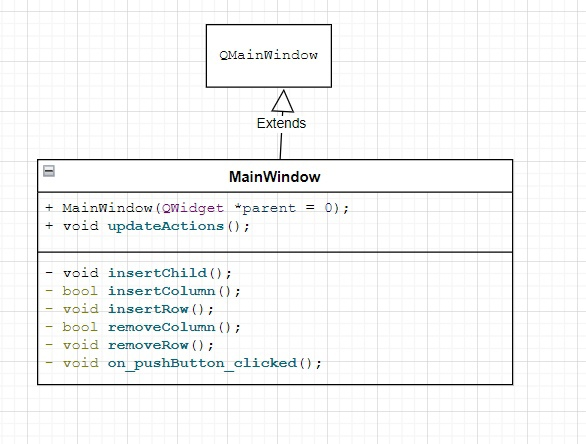 QMainWindow
Extends
MainWindow
+ MainWindow(QWidget *parent = 0);
+ void updateActions();
- void insertChild();
- bool insertColumn();
- void insertRow();
- bool removeColumn();
- void removeRow();
- void on_pushButton_clicked();